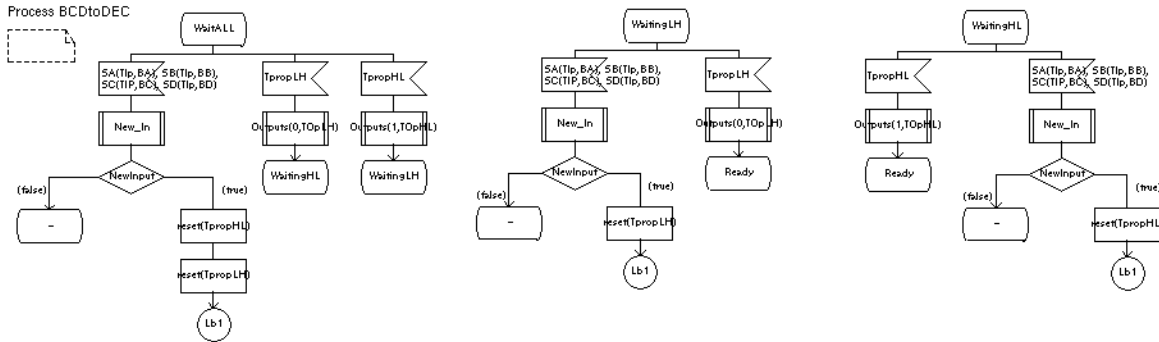 Process BCDtoDEC
WaitALL
SA(TIp,BA), SB(TIp,BB),
SC(TIP,BC), SD(TIp,BD)
TpropLH
TpropHL
New_In
Outputs(0,TOpLH)
Outputs(1,TOpHL)
NewInput
WaitingHL
WaitingLH
(false)
(true)
-
reset(TpropHL)
reset(TpropLH)
Lb1
WaitingLH
SA(TIp,BA), SB(TIp,BB),
SC(TIP,BC), SD(TIp,BD)
TpropLH
New_In
Outputs(0,TOpLH)
NewInput
Ready
(false)
(true)
-
reset(TpropLH)
Lb1
WaitingHL
TpropHL
SA(TIp,BA), SB(TIp,BB),
SC(TIP,BC), SD(TIp,BD)
Outputs(1,TOpHL)
New_In
Ready
NewInput
(false)
(true)
-
reset(TpropHL
Lb1